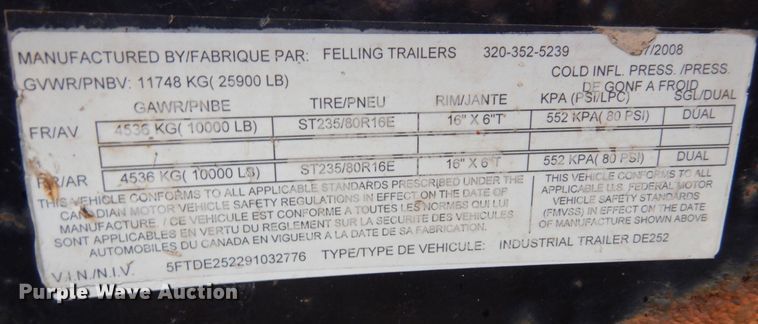 MANUFACTURED BY/FABRIQUE PAR: FELLING TRAILERS 320-352-5239 7/2008
GVWR/PNBV: 11748 KG( 25900 LB)
COLD INFL. PRESS. /PRESS. DE GONF A FROID
GAWR/PNBE TIRE/PNEU RIM/JANTE KPA (PSI/LPC) SGL/DUAL
FR/AV 4536 KG( 10000 LB) ST235/80R16E 16" X 6"T 552 KPA( 80 PSI) DUAL
RR/AR 4536 KG( 10000 LB) ST235/80R16E 16" X 6"T 552 KPA( 80 PSI) DUAL
THIS VEHICLE CONFORMS TO ALL APPLICABLE STANDARDS PRESCRIBED UNDER THE
CANADIAN MOTOR VEHICLE SAFETY REGULATIONS IN EFFECT ON THE DATE OF
MANUFACTURE / CE VEHICULE EST CONFORME A TOUTES LES NORMES QUI LUI
SONT APPLICABLES EN VERTU DU REGLEMENT SUR LA SECURITE DES VEHICULES
AUTOMOBILES DU CANADA EN VIGUEUR A LA DATE DE SA FABRICATION.
THIS VEHICLE CONFORMS TO ALL
APPLICABLE U.S. FEDERAL MOTOR
VEHICLE SAFETY STANDARDS
(FMVSS) IN EFFECT ON THE DATE
OF MANUFACTURE SHOWN ABOVE
V.I.N./N.I.V. 5FTDE252291032776 TYPE/TYPE DE VEHICULE: INDUSTRIAL TRAILER DE252
Purple Wave Auction